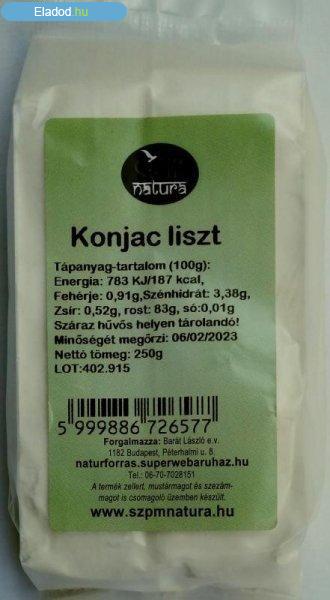 Eladod.hu
natura
Konjac liszt
Tápanyag-tartalom (100g):
Energia: 783 KJ/187 kcal,
Fehérje: 0,91g,Szénhidrát: 3,38g,
Zsír: 0,52g, rost: 83g, só:0,01g
Száraz hűvös helyen tárolandó!
Minőségét megőrzi: 06/02/2023
Nettó tömeg: 250g
LOT:402.915
5 999886 726577
Forgalmazza: Barát László e.v.
1182 Budapest, Péterhalmi u. 8.
naturforras.superwebaruhaz.hu
Tel.: 06-70-7028151
A termék zellert, mustármagot és szezám-
magot is csomagoló üzemben készült.
www.szpmnatura.hu